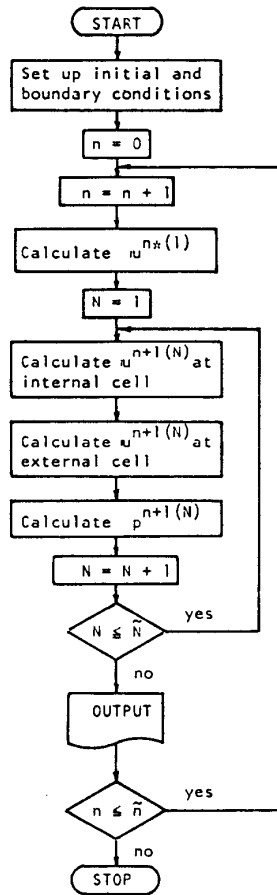 START
Set up initial and
boundary conditions
n = 0
n = n + 1
Calculate u^n*(1)
N = 1
Calculate u^n+1(N) at
internal cell
Calculate u^n+1(N) at
external cell
Calculate p^n+1(N)
N = N + 1
N ≦ Ñ
yes
no
OUTPUT
n ≦ ñ
yes
no
STOP